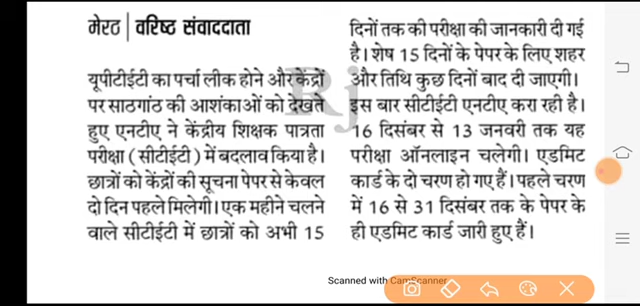 मेरठ | वरिष्ठ संवाददाता
यूपीटीईटी का पर्चा लीक होने और केंद्रों
पर साठगांठ की आशंकाओं को देखते
हुए एनटीए ने केंद्रीय शिक्षक पात्रता
परीक्षा (सीटीईटी) में बदलाव किया है।
छात्रों को केंद्रों की सूचना पेपर से केवल
दो दिन पहले मिलेगी। एक महीने चलने
वाले सीटीईटी में छात्रों को अभी 15
दिनों तक की परीक्षा की जानकारी दी गई
है। शेष 15 दिनों के पेपर के लिए शहर
और तिथि कुछ दिनों बाद दी जाएगी।
इस बार सीटीईटी एनटीए करा रही है।
16 दिसंबर से 13 जनवरी तक यह
परीक्षा ऑनलाइन चलेगी। एडमिट
कार्ड के दो चरण हो गए हैं। पहले चरण
में 16 से 31 दिसंबर तक के पेपर के
ही एडमिट कार्ड जारी हुए हैं।
Rj
Scanned with CamScanner